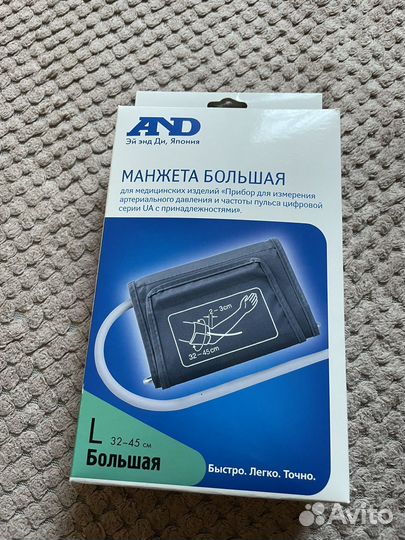 AND
Эй энд Ди, Япония
МАНЖЕТА БОЛЬШАЯ
для медицинских изделий «Прибор для измерения
артериального давления и частоты пульса цифровой
серии UA с принадлежностями».
2-3cm
32-45cm
L 32-45 см
Большая
Быстро. Легко. Точно.
Avito